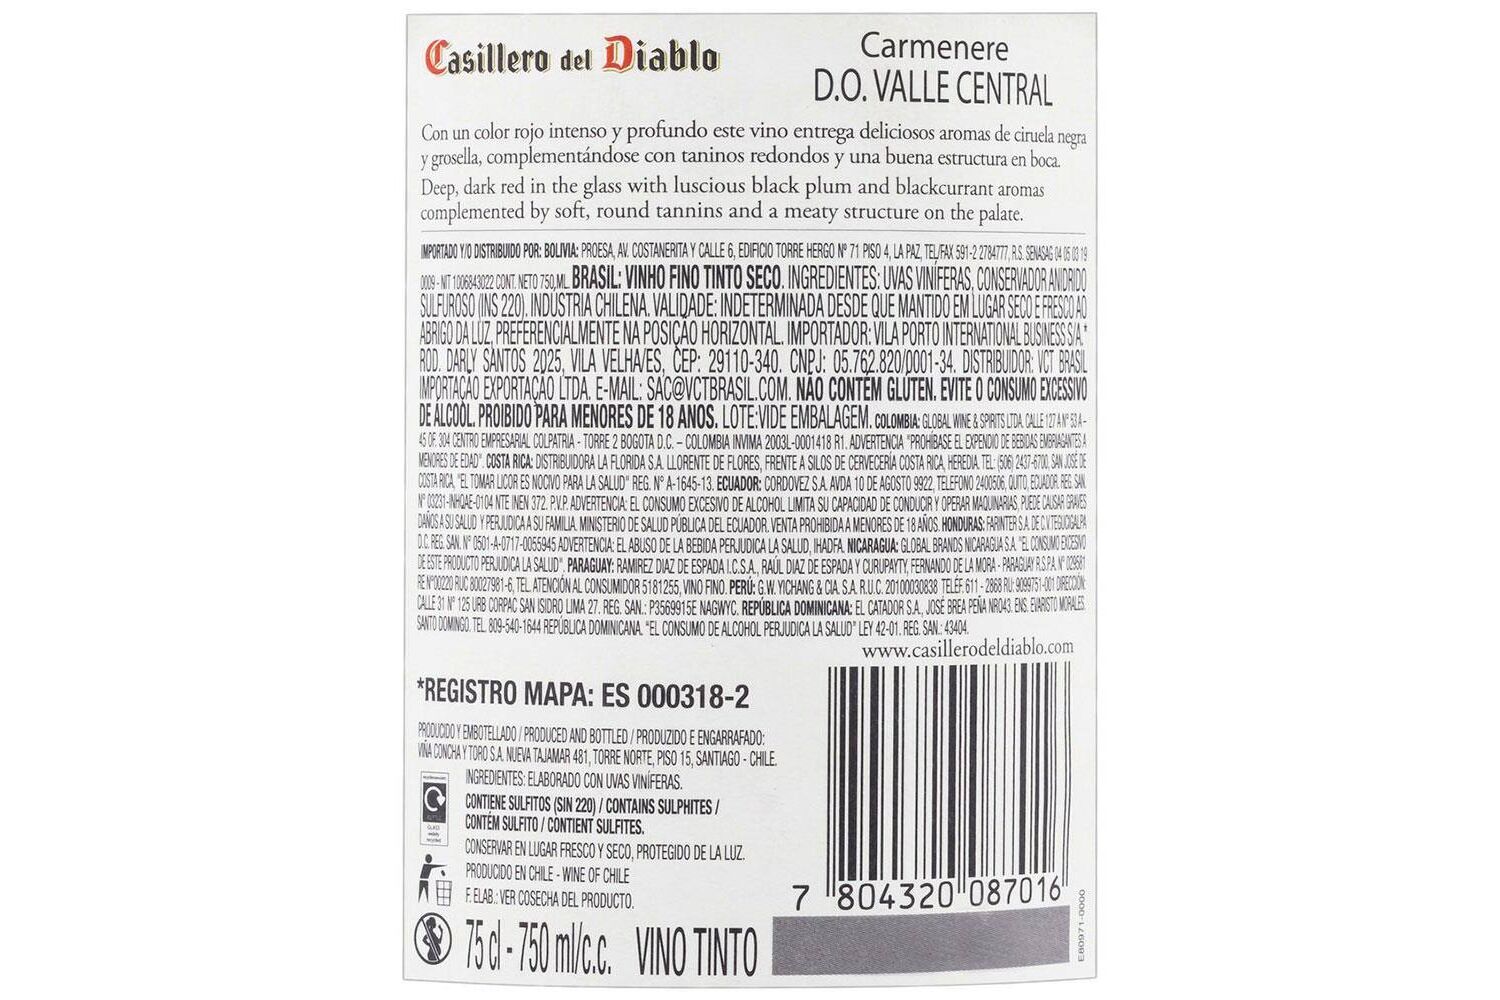 Casillero del Diablo
Carmenere
D.O. VALLE CENTRAL
Con un color rojo intenso y profundo este vino entrega deliciosos aromas de ciruela negra
y grosella, complementándose con taninos redondos y una buena estructura en boca.
Deep, dark red in the glass with luscious black plum and blackcurrant aromas
complemented by soft, round tannins and a meaty structure on the palate.
IMPORTADO Y/O DISTRIBUIDO POR: BOLIVIA: PROESA, AV. COSTANERITA Y CALLE 6, EDIFICIO TORRE HERGO Nº 71 PISO 4, LA PAZ, TEL/FAX 591-2 2784777, R.S. SENASAG 04 05 03 19
0009 - NIT 1006843022 CONT. NETO 750 ML. BRASIL: VINHO FINO TINTO SECO. INGREDIENTES: UVAS VINÍFERAS, CONSERVADOR ANIDRIDO
SULFUROSO (INS 220). INDÚSTRIA CHILENA. VALIDADE: INDETERMINADA DESDE QUE MANTIDO EM LUGAR SECO E FRESCO AO
ABRIGO DA LUZ, PREFERENCIALMENTE NA POSIÇÃO HORIZONTAL. IMPORTADOR: VILA PORTO INTERNATIONAL BUSINESS S/A.*
ROD. DARLY SANTOS 2025, VILA VELHA/ES, CEP: 29110-340. CNPJ: 05.762.820/0001-34. DISTRIBUIDOR: VCT BRASIL
IMPORTAÇÃO EXPORTAÇÃO LTDA. E-MAIL: SAC@VCTBRASIL.COM. NÃO CONTÉM GLÚTEN. EVITE O CONSUMO EXCESSIVO
DE ÁLCOOL. PROIBIDO PARA MENORES DE 18 ANOS. LOTE:VIDE EMBALAGEM. COLOMBIA: GLOBAL WINE & SPIRITS LTDA. CALLE 127 A Nº 53 A -
45 OF. 304 CENTRO EMPRESARIAL COLPATRIA - TORRE 2 BOGOTA D.C. - COLOMBIA INVIMA 2003L-0001418 R1. ADVERTENCIA "PROHÍBASE EL EXPENDIO DE BEBIDAS EMBRIAGANTES A
MENORES DE EDAD". COSTA RICA: DISTRIBUIDORA LA FLORIDA S.A. LLORENTE DE FLORES, FRENTE A SILOS DE CERVECERÍA COSTA RICA, HEREDIA. TEL: (506) 2437-6700. SAN JOSE DE
COSTA RICA. "EL TOMAR LICOR ES NOCIVO PARA LA SALUD" REG. Nº A-1645-13. ECUADOR: CORDOVEZ S.A. AVDA 10 DE AGOSTO 9922, TELEFONO 2400506, QUITO, ECUADOR. REG. SAN.
Nº 03231-INHQAE-0104 NTE INEN 372. P.V.P. ADVERTENCIA: EL CONSUMO EXCESIVO DE ALCOHOL LIMITA SU CAPACIDAD DE CONDUCIR Y OPERAR MAQUINARIAS, PUEDE CAUSAR GRAVES
DAÑOS A SU SALUD Y PERJUDICA A SU FAMILIA. MINISTERIO DE SALUD PÚBLICA DEL ECUADOR. VENTA PROHIBIDA A MENORES DE 18 AÑOS. HONDURAS: FARINTER S.A. DE C.V. TEGUCIGALPA
D.C. REG. SAN. Nº 0501-A-0717-0055945 ADVERTENCIA: EL ABUSO DE LA BEBIDA PERJUDICA LA SALUD, IHADFA. NICARAGUA: GLOBAL BRANDS NICARAGUA S.A. "EL CONSUMO EXCESIVO
DE ESTE PRODUCTO PERJUDICA LA SALUD". PARAGUAY: RAMIREZ DIAZ DE ESPADA I.C.S.A., RAÚL DIAZ DE ESPADA Y CURUPAYTY, FERNANDO DE LA MORA - PARAGUAY R.S.P.A. Nº 029581
RE Nº00220 RUC 80027981-6, TEL. ATENCIÓN AL CONSUMIDOR 5181255, VINO FINO. PERÚ: G.W. YICHANG & CIA. S.A. R.U.C. 20100030838 TELÉF. 611 - 2868 RU: 9099751-001 DIRECCIÓN:
CALLE 31 Nº 125 URB CORPAC SAN ISIDRO LIMA 27. REG. SAN.: P3569915E NAGWYC. REPÚBLICA DOMINICANA: EL CATADOR S.A., JOSÉ BREA PEÑA NRO43. ENS. EVARISTO MORALES.
SANTO DOMINGO. TEL. 809-540-1644 REPÚBLICA DOMINICANA. "EL CONSUMO DE ALCOHOL PERJUDICA LA SALUD" LEY 42-01. REG. SAN.: 43404.
www.casillerodeldiablo.com
*REGISTRO MAPA: ES 000318-2
PRODUCIDO Y EMBOTELLADO / PRODUCED AND BOTTLED / PRODUZIDO E ENGARRAFADO:
VIÑA CONCHA Y TORO S.A. NUEVA TAJAMAR 481, TORRE NORTE, PISO 15, SANTIAGO - CHILE.
INGREDIENTES: ELABORADO CON UVAS VINÍFERAS.
CONTIENE SULFITOS (SIN 220) / CONTAINS SULPHITES /
CONTÉM SULFITO / CONTIENT SULFITES.
CONSERVAR EN LUGAR FRESCO Y SECO, PROTEGIDO DE LA LUZ.
PRODUCIDO EN CHILE - WINE OF CHILE
F. ELAB.: VER COSECHA DEL PRODUCTO.
GLASS
widely
recycled
75 cl - 750 ml/c.c. VINO TINTO
7 804320 087016
E80971-0000